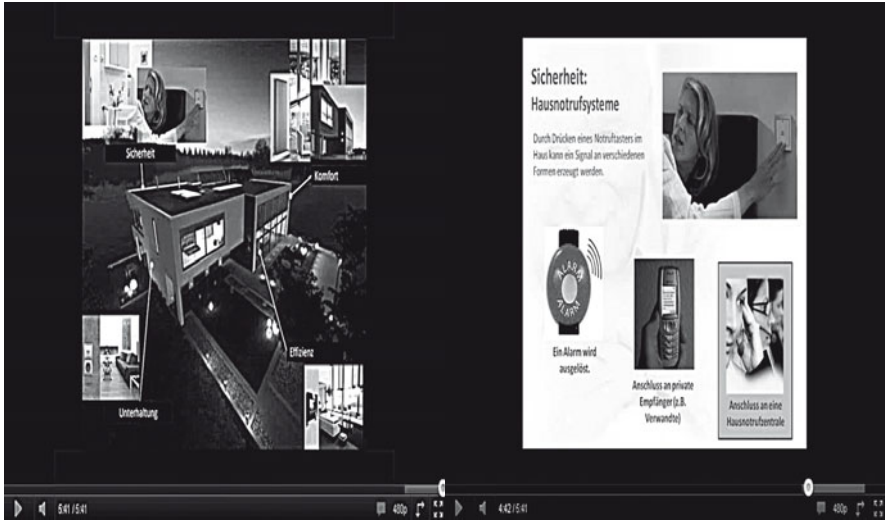 Sicherheit
Komfort
Effizienz
Unterhaltung
5:41 / 5:41
480p
Sicherheit:
Hausnotrufsysteme
Durch Drücken eines Notruftasters im
Haus kann ein Signal an verschiedenen
Formen erzeugt werden.
ALARM
ALARM
Ein Alarm wird
ausgelöst.
Anschluss an private
Empfänger (z.B.
Verwandte)
Anschluss an eine
Hausnotrufzentrale
4:42 / 5:41
480p